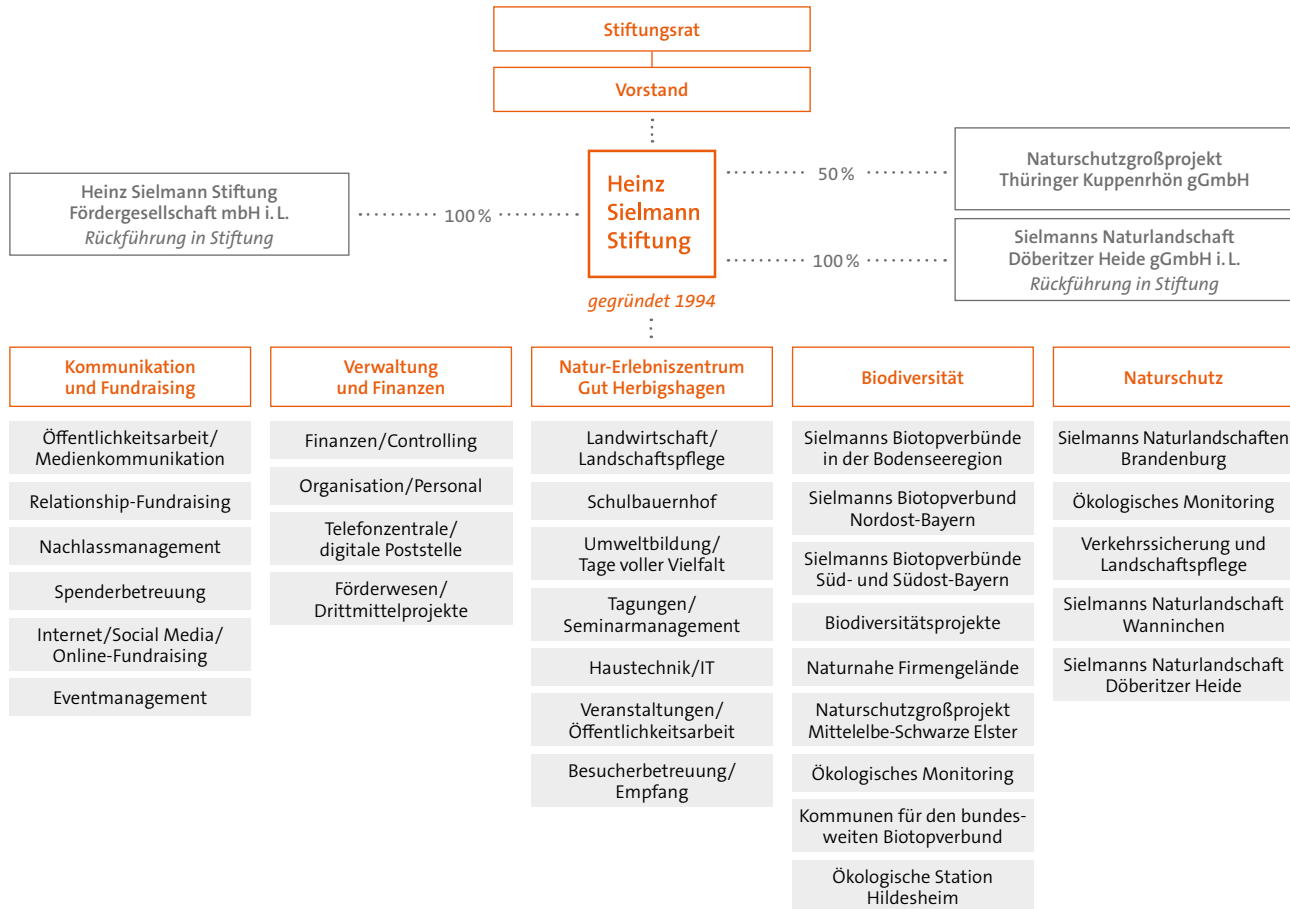 Stiftungsrat
Vorstand
Heinz Sielmann Stiftung
Fördergesellschaft mbH i. L.
Rückführung in Stiftung
100 %
Heinz
Sielmann
Stiftung
gegründet 1994
50 %
Naturschutzgroßprojekt
Thüringer Kuppenrhön gGmbH
100 %
Sielmanns Naturlandschaft
Döberitzer Heide gGmbH i. L.
Rückführung in Stiftung
Kommunikation
und Fundraising
Öffentlichkeitsarbeit/
Medienkommunikation
Relationship-Fundraising
Nachlassmanagement
Spenderbetreuung
Internet/Social Media/
Online-Fundraising
Eventmanagement
Verwaltung
und Finanzen
Finanzen/Controlling
Organisation/Personal
Telefonzentrale/
digitale Poststelle
Förderwesen/
Drittmittelprojekte
Natur-Erlebniszentrum
Gut Herbigshagen
Landwirtschaft/
Landschaftspflege
Schulbauernhof
Umweltbildung/
Tage voller Vielfalt
Tagungen/
Seminarmanagement
Haustechnik/IT
Veranstaltungen/
Öffentlichkeitsarbeit
Besucherbetreuung/
Empfang
Biodiversität
Sielmanns Biotopverbünde
in der Bodenseeregion
Sielmanns Biotopverbund
Nordost-Bayern
Sielmanns Biotopverbünde
Süd- und Südost-Bayern
Biodiversitätsprojekte
Naturnahe Firmengelände
Naturschutzgroßprojekt
Mittelelbe-Schwarze Elster
Ökologisches Monitoring
Kommunen für den bundes-
weiten Biotopverbund
Ökologische Station
Hildesheim
Naturschutz
Sielmanns Naturlandschaften
Brandenburg
Ökologisches Monitoring
Verkehrssicherung und
Landschaftspflege
Sielmanns Naturlandschaft
Wanninchen
Sielmanns Naturlandschaft
Döberitzer Heide